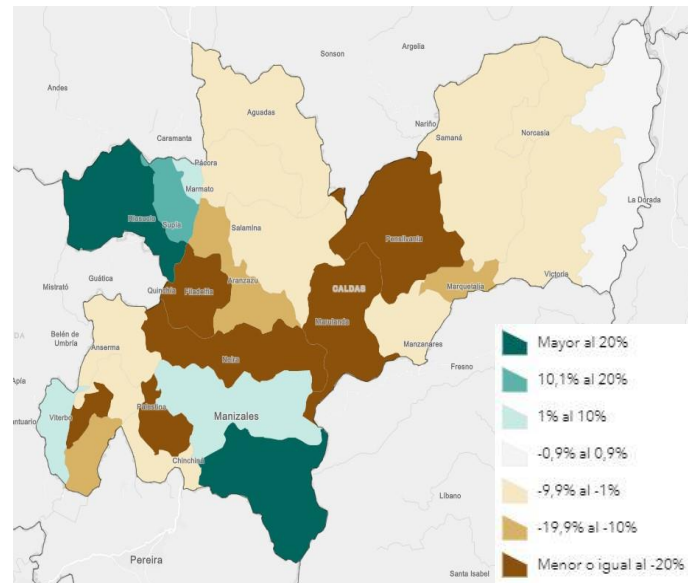 Sonson
Argelia
Andes
Aguadas
Nariño
Samaná
Norcasia
Caramanta
Pácora
Marmato
La Dorada
Riosucio
Supía
Salamina
Pensilvania
Guática
Mistrató
Quinchía
Filadelfia
Aranzazu
CALDAS
Marquetalia
Victoria
Marulanda
Belén de
Umbría
Anserma
Neira
Manzanares
Fresno
Apía
Viterbo
Palestina
Manizales
ntuario
Chinchiná
Líbano
Pereira
Santa Isabel
Mayor al 20%
10,1% al 20%
1% al 10%
-0,9% al 0,9%
-9,9% al -1%
-19,9% al -10%
Menor o igual al -20%